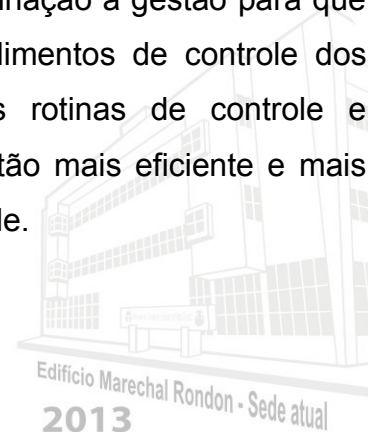 inação à gestão para que
dimentos de controle dos
s rotinas de controle e
tão mais eficiente e mais
de.
Edifício Marechal Rondon - Sede atual
2013